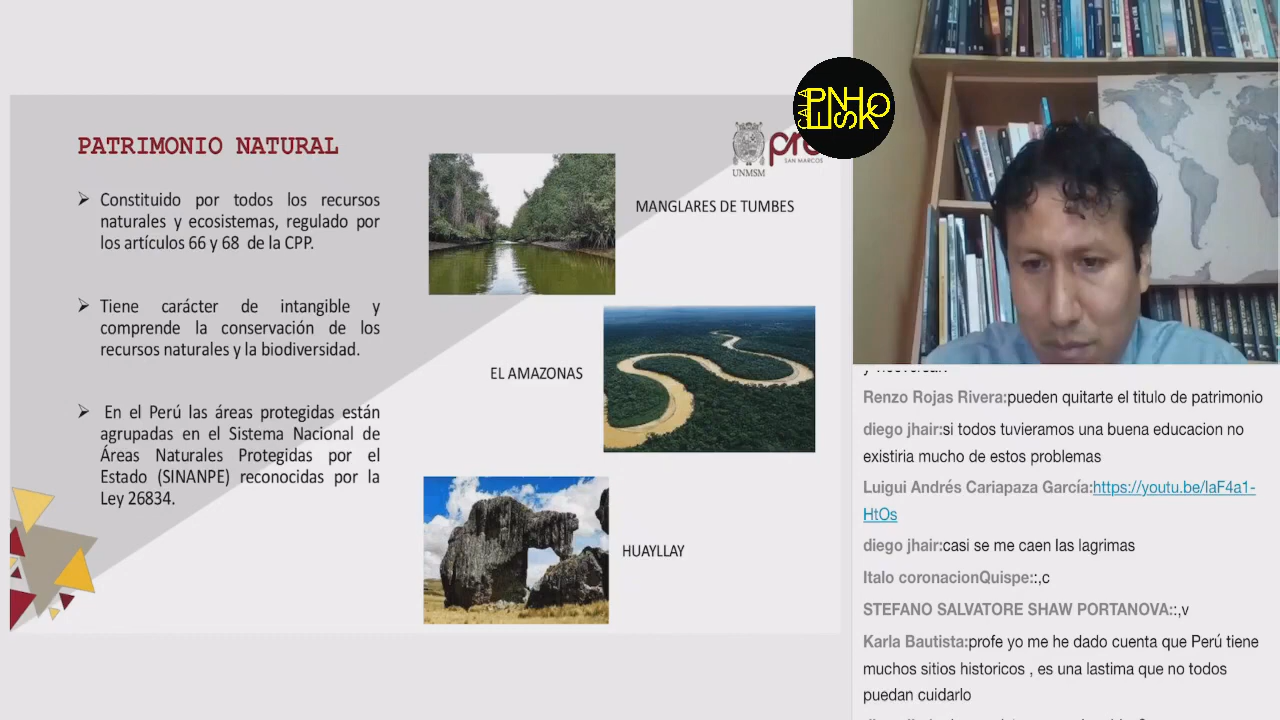 PATRIMONIO NATURAL
Constituido por todos los recursos
naturales y ecosistemas, regulado por
los artículos 66 y 68 de la CPP.
Tiene carácter de intangible y
comprende la conservación de los
recursos naturales y la biodiversidad.
En el Perú las áreas protegidas están
agrupadas en el Sistema Nacional de
Áreas Naturales Protegidas por el
Estado (SINANPE) reconocidas por la
Ley 26834.
UNMSM
SAN MARCOS
MANGLARES DE TUMBES
EL AMAZONAS
HUAYLLAY
Renzo Rojas Rivera:pueden quitarte el titulo de patrimonio
diego jhair:si todos tuvieramos una buena educacion no
existiria mucho de estos problemas
Luigui Andrés Cariapaza García:https://youtu.be/IaF4a1-
HtOs
diego jhair:casi se me caen las lagrimas
Italo coronacionQuispe::,c
STEFANO SALVATORE SHAW PORTANOVA::,v
Karla Bautista:profe yo me he dado cuenta que Perú tiene
muchos sitios historicos , es una lastima que no todos
puedan cuidarlo